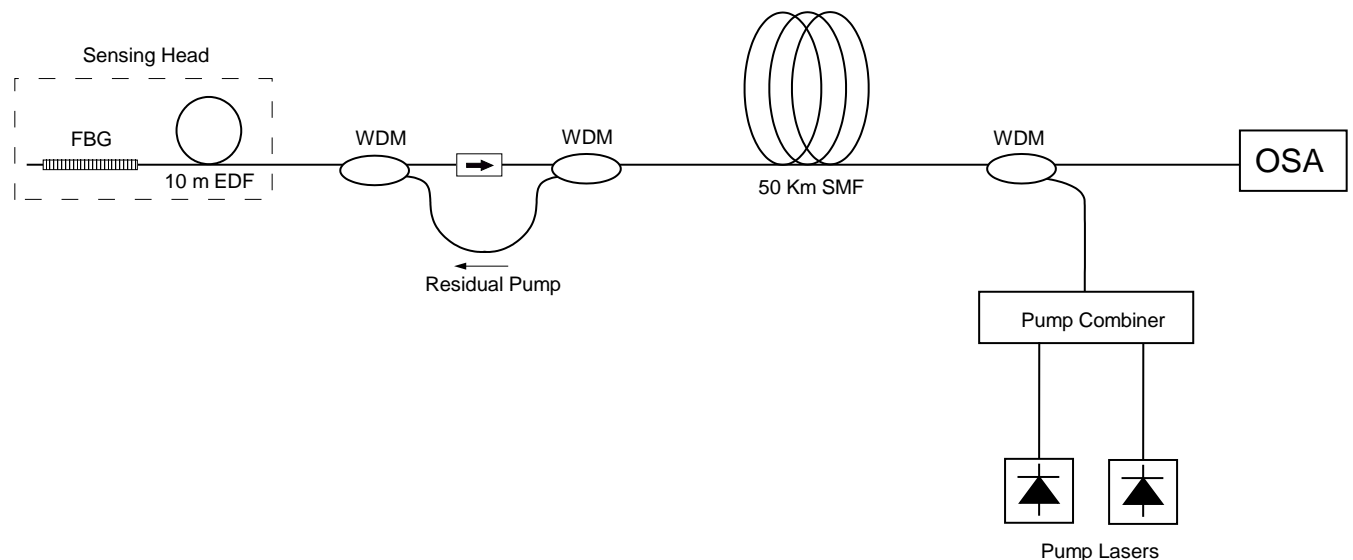 Sensing Head
FBG
10 m EDF
WDM
WDM
Residual Pump
50 Km SMF
WDM
OSA
Pump Combiner
Pump Lasers